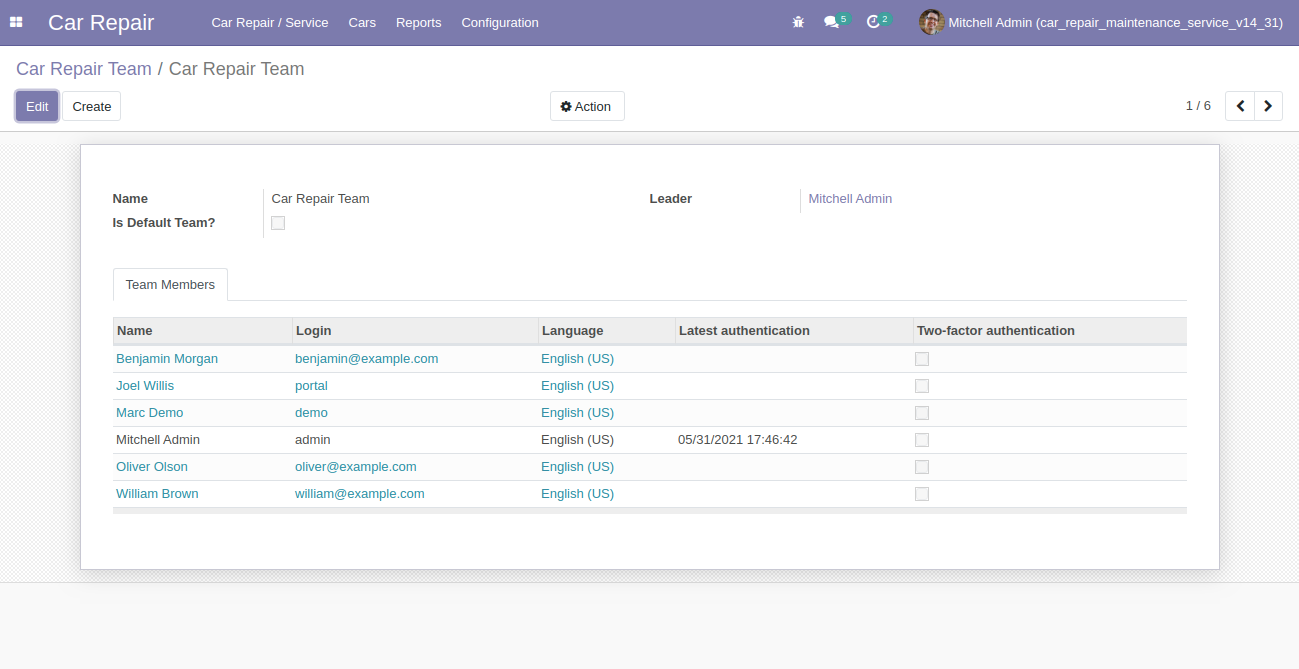 Car Repair Car Repair / Service Cars Reports Configuration 5 2 Mitchell Admin (car_repair_maintenance_service_v14_31)
Car Repair Team / Car Repair Team
Edit Create Action 1 / 6
Name Car Repair Team Leader Mitchell Admin
Is Default Team?
Team Members
Name Login Language Latest authentication Two-factor authentication
Benjamin Morgan benjamin@example.com English (US)
Joel Willis portal English (US)
Marc Demo demo English (US)
Mitchell Admin admin English (US) 05/31/2021 17:46:42
Oliver Olson oliver@example.com English (US)
William Brown william@example.com English (US)